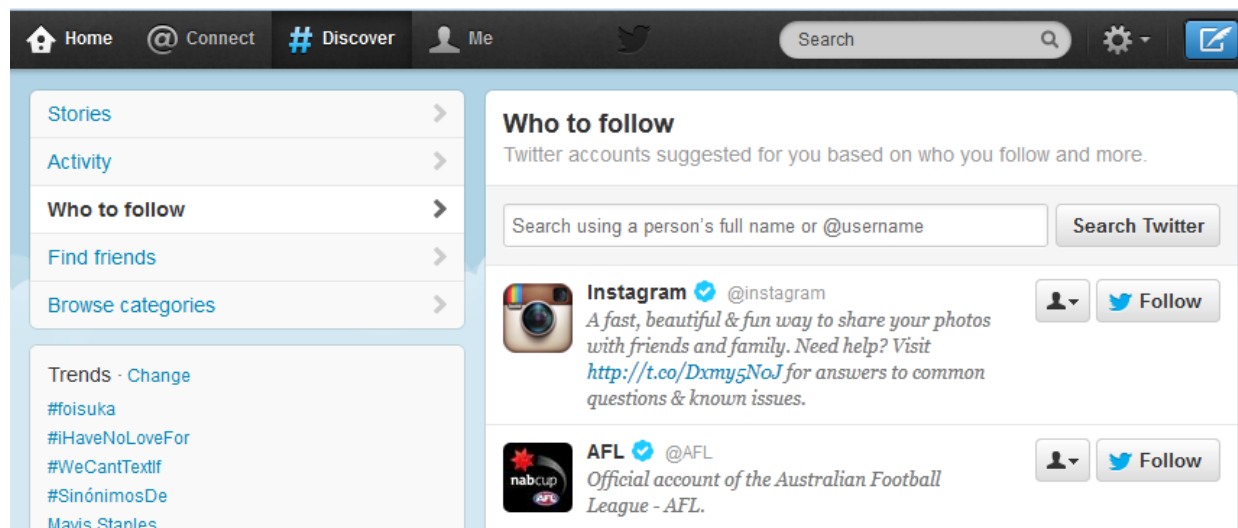 Home
Connect
Discover
Me
Search
Stories
Activity
Who to follow
Find friends
Browse categories
Trends · Change
#foisuka
#iHaveNoLoveFor
#WeCantTextIf
#SinónimosDe
Mavis Staples
Who to follow
Twitter accounts suggested for you based on who you follow and more.
Search using a person's full name or @username
Search Twitter
Instagram @instagram
A fast, beautiful & fun way to share your photos
with friends and family. Need help? Visit
http://t.co/Dxmy5NoJ for answers to common
questions & known issues.
Follow
nabcup
AFL
AFL @AFL
Official account of the Australian Football
League - AFL.
Follow